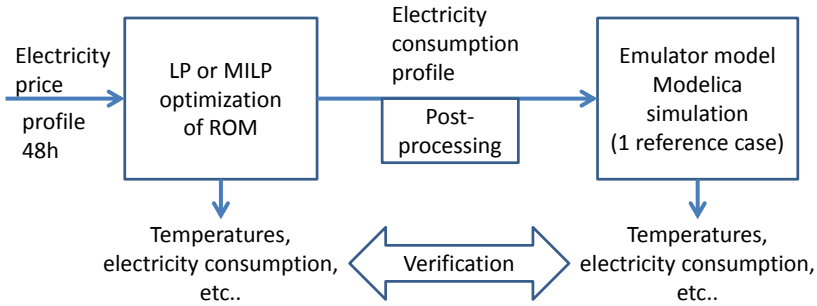 Electricity
price
profile
48h
LP or MILP
optimization
of ROM
Electricity
consumption
profile
Post-
processing
Emulator model
Modelica
simulation
(1 reference case)
Temperatures,
electricity consumption,
etc..
Verification
Temperatures,
electricity consumption,
etc..